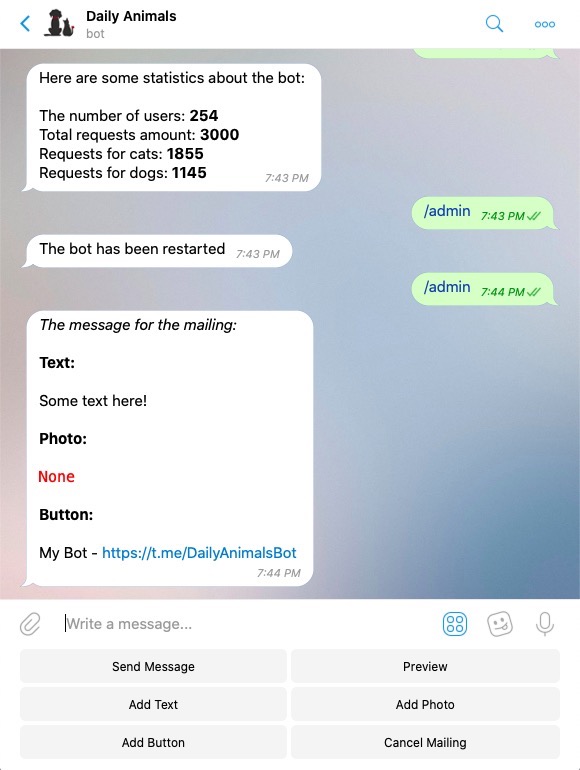 Daily Animals
bot
Here are some statistics about the bot:
The number of users: 254
Total requests amount: 3000
Requests for cats: 1855
Requests for dogs: 1145
7:43 PM
/admin 7:43 PM
The bot has been restarted 7:43 PM
/admin 7:44 PM
The message for the mailing:
Text:
Some text here!
Photo:
None
Button:
My Bot - https://t.me/DailyAnimalsBot
7:44 PM
Write a message...
Send Message
Preview
Add Text
Add Photo
Add Button
Cancel Mailing